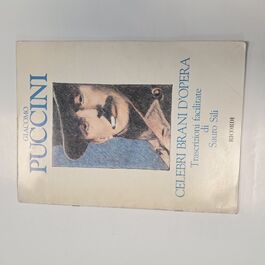 GIACOMO
PUCCINI
CELEBRI BRANI D'OPERA
Trascrizioni facilitate
di
Sauro Sili
RICORDI